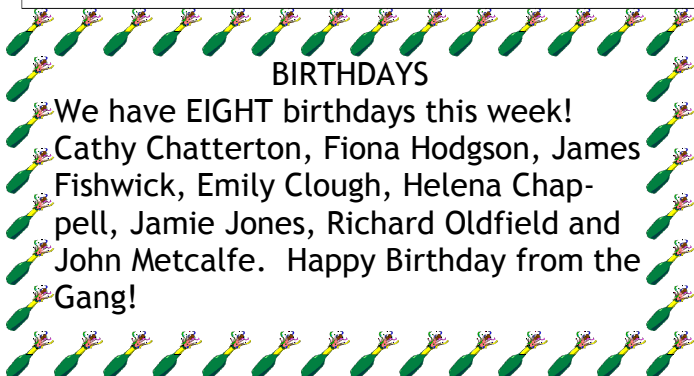 BIRTHDAYS
We have EIGHT birthdays this week!
Cathy Chatterton, Fiona Hodgson, James
Fishwick, Emily Clough, Helena Chap-
pell, Jamie Jones, Richard Oldfield and
John Metcalfe.  Happy Birthday from the
Gang!